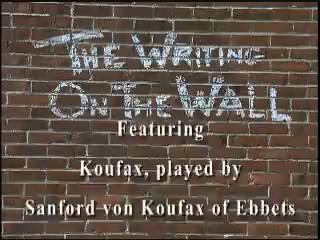 THE WRITING
ON THE WALL
Featuring
Koufax, played by
Sanford von Koufax of Ebbets